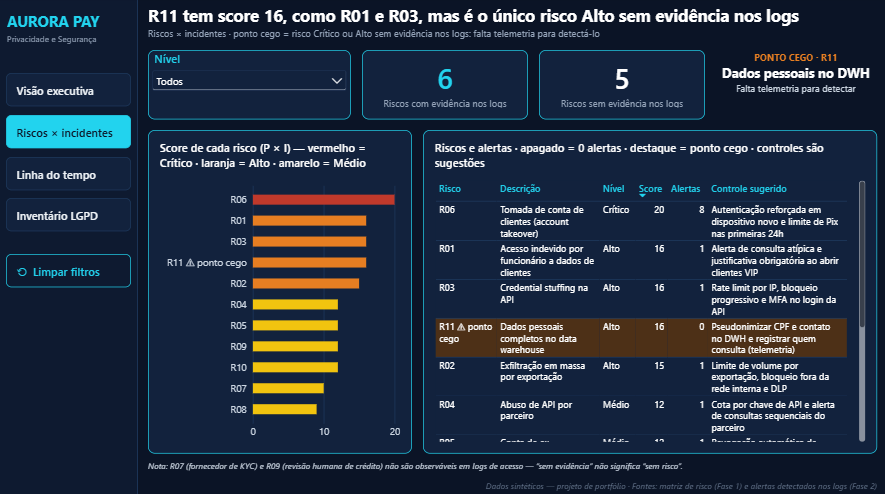 AURORA PAY
Privacidade e Segurança
Visão executiva
Riscos × incidentes
Linha do tempo
Inventário LGPD
Limpar filtros
R11 tem score 16, como R01 e R03, mas é o único risco Alto sem evidência nos logs
Riscos × incidentes · ponto cego = risco Crítico ou Alto sem evidência nos logs: falta telemetria para detectá-lo
Nível
Todos
6
Riscos com evidência nos logs
5
Riscos sem evidência nos logs
PONTO CEGO · R11
Dados pessoais no DWH
Falta telemetria para detectar
Score de cada risco (P × I) — vermelho =
Crítico · laranja = Alto · amarelo = Médio
R06
R01
R03
R11 ⚠ ponto cego
R02
R04
R05
R09
R10
R07
R08
0 10 20
Riscos e alertas · apagado = 0 alertas · destaque = ponto cego · controles são
sugestões
Risco Descrição Nível Score Alertas Controle sugerido
R06 Tomada de conta de Crítico 20 8 Autenticação reforçada em
clientes (account dispositivo novo e limite de Pix
takeover) nas primeiras 24h
R01 Acesso indevido por Alto 16 1 Alerta de consulta atípica e
funcionário a dados de justificativa obrigatória ao abrir
clientes clientes VIP
R03 Credential stuffing na Alto 16 1 Rate limit por IP, bloqueio
API progressivo e MFA no login da
API
R11 ⚠ ponto Dados pessoais Alto 16 0 Pseudonimizar CPF e contato
cego completos no data no DWH e registrar quem
warehouse consulta (telemetria)
R02 Exfiltração em massa Alto 15 1 Limite de volume por
por exportação exportação, bloqueio fora da
rede interna e DLP
R04 Abuso de API por Médio 12 1 Cota por chave de API e alerta
parceiro de consultas sequenciais do
parceiro
Nota: R07 (fornecedor de KYC) e R09 (revisão humana de crédito) não são observáveis em logs de acesso — "sem evidência" não significa "sem risco".
Dados sintéticos — projeto de portfólio · Fontes: matriz de risco (Fase 1) e alertas detectados nos logs (Fase 2)